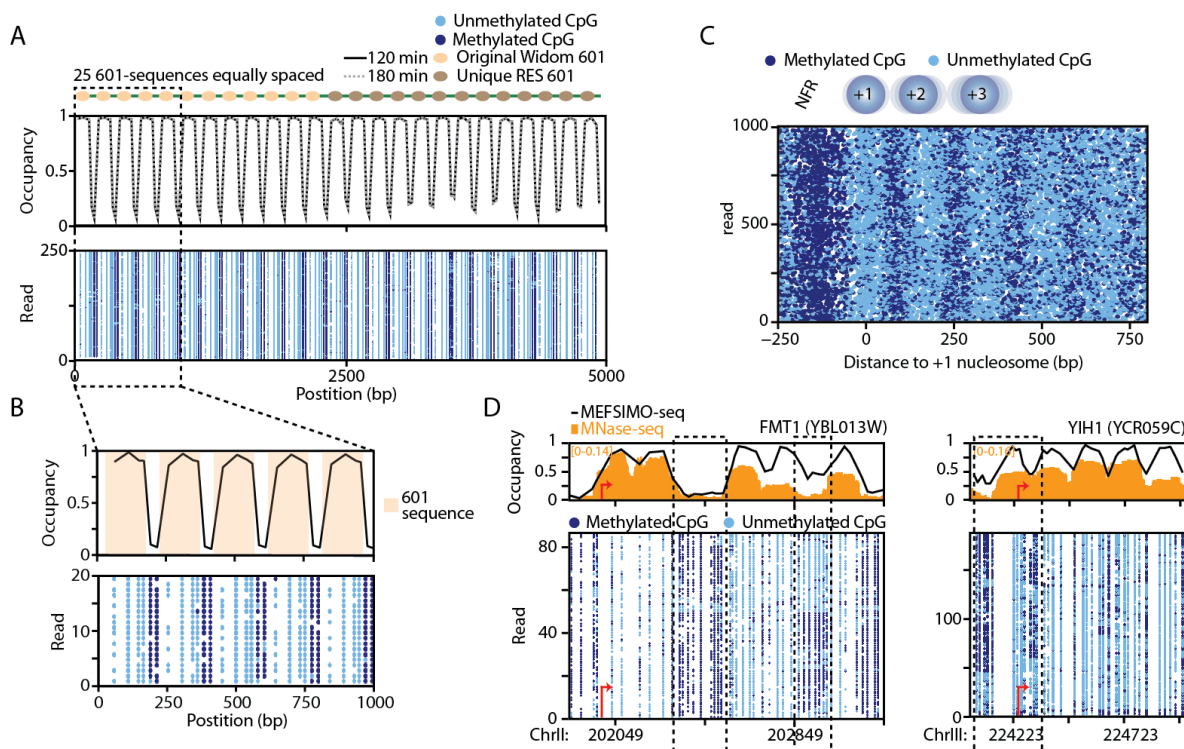 A
Unmethylated CpG
Methylated CpG
120 min
Original Widom 601
25 601-sequences equally spaced
180 min
Unique RES 601
Occupancy
1
0.5
0
Read
250
0
0
2500
5000
Postition (bp)
B
Occupancy
1
0.5
0
601
sequence
Read
20
10
0
0
250
500
750
1000
Position (bp)
C
Methylated CpG
Unmethylated CpG
NFR
+1
+2
+3
read
1000
500
0
−250
0
250
500
750
Distance to +1 nucleosome (bp)
D
MEFSIMO-seq
MNase-seq
FMT1 (YBL013W)
YIH1 (YCR059C)
Occupancy
1
0.5
0
[0-0.14]
1
0.5
0
[0-0.16]
Methylated CpG
Unmethylated CpG
Read
80
40
0
100
0
ChrII:
202049
202849
ChrIII:
224223
224723